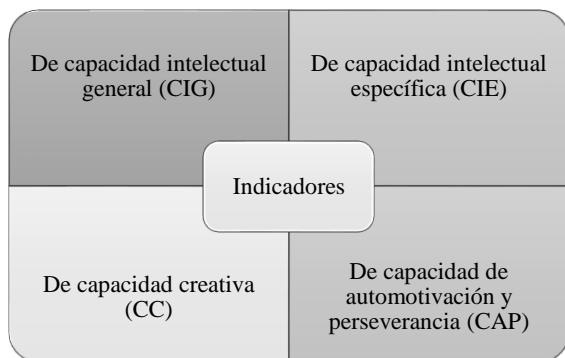 De capacidad intelectual
general (CIG)
De capacidad intelectual
específica (CIE)
Indicadores
De capacidad creativa
(CC)
De capacidad de
automotivación y
perseverancia (CAP)